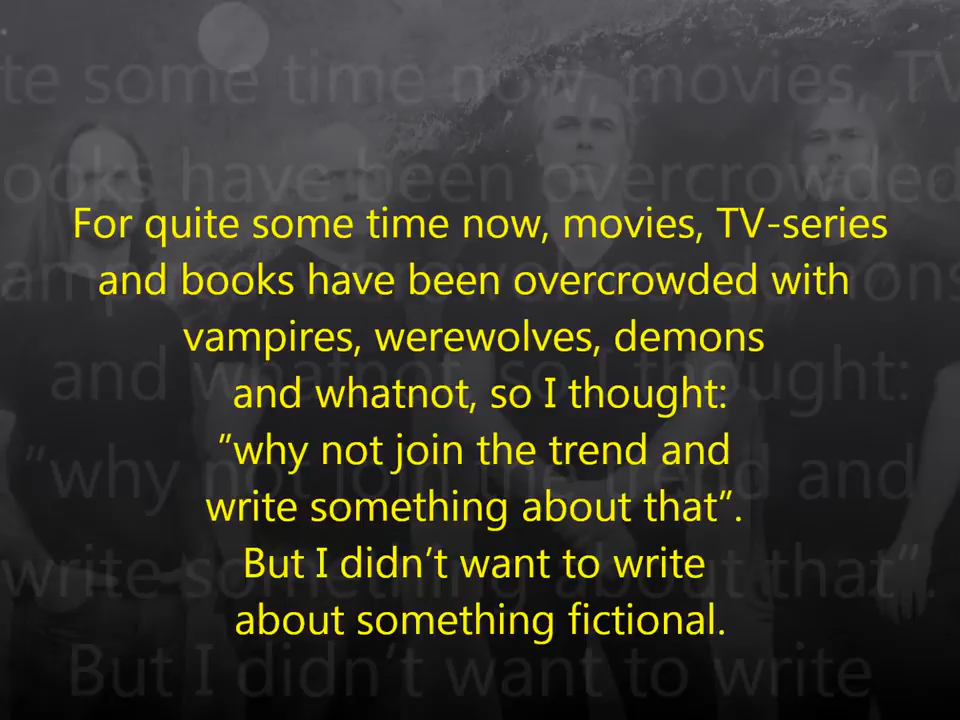 For quite some time now, movies, TV-series
and books have been overcrowded with
vampires, werewolves, demons
and whatnot, so I thought:
”why not join the trend and
write something about that”.
But I didn’t want to write
about something fictional.